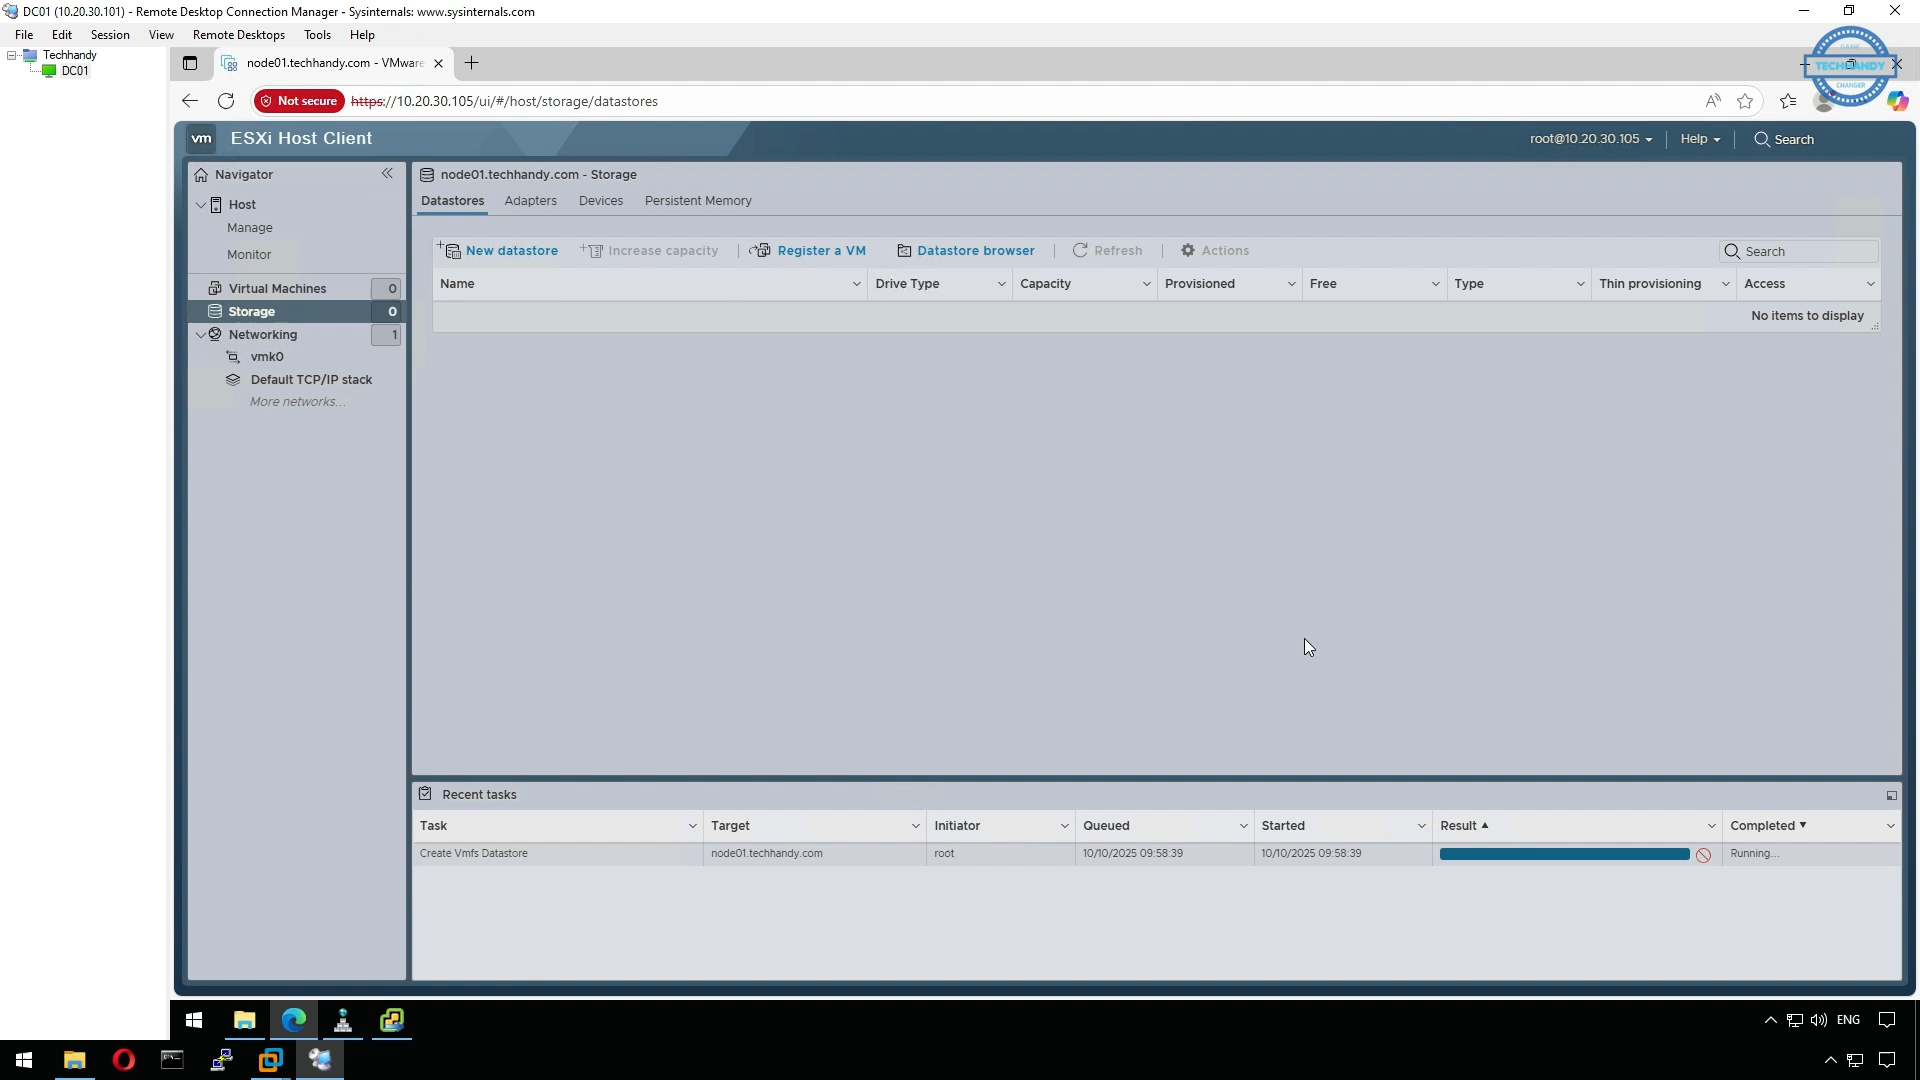 DC01 (10.20.30.101) - Remote Desktop Connection Manager - Sysinternals: www.sysinternals.com
File Edit Session View Remote Desktops Tools Help
Techhandy
DC01
node01.techhandy.com - VMware
GAME
TECHHANDY
CHANGER
Not secure https://10.20.30.105/ui/#/host/storage/datastores
vm ESXi Host Client
root@10.20.30.105 Help Search
Navigator
Host
Manage
Monitor
Virtual Machines 0
Storage 0
Networking 1
vmk0
Default TCP/IP stack
More networks...
node01.techhandy.com - Storage
Datastores Adapters Devices Persistent Memory
New datastore Increase capacity Register a VM Datastore browser Refresh Actions Search
Name Drive Type Capacity Provisioned Free Type Thin provisioning Access
No items to display
Recent tasks
Task Target Initiator Queued Started Result Completed
Create Vmfs Datastore node01.techhandy.com root 10/10/2025 09:58:39 10/10/2025 09:58:39 Running...
ENG